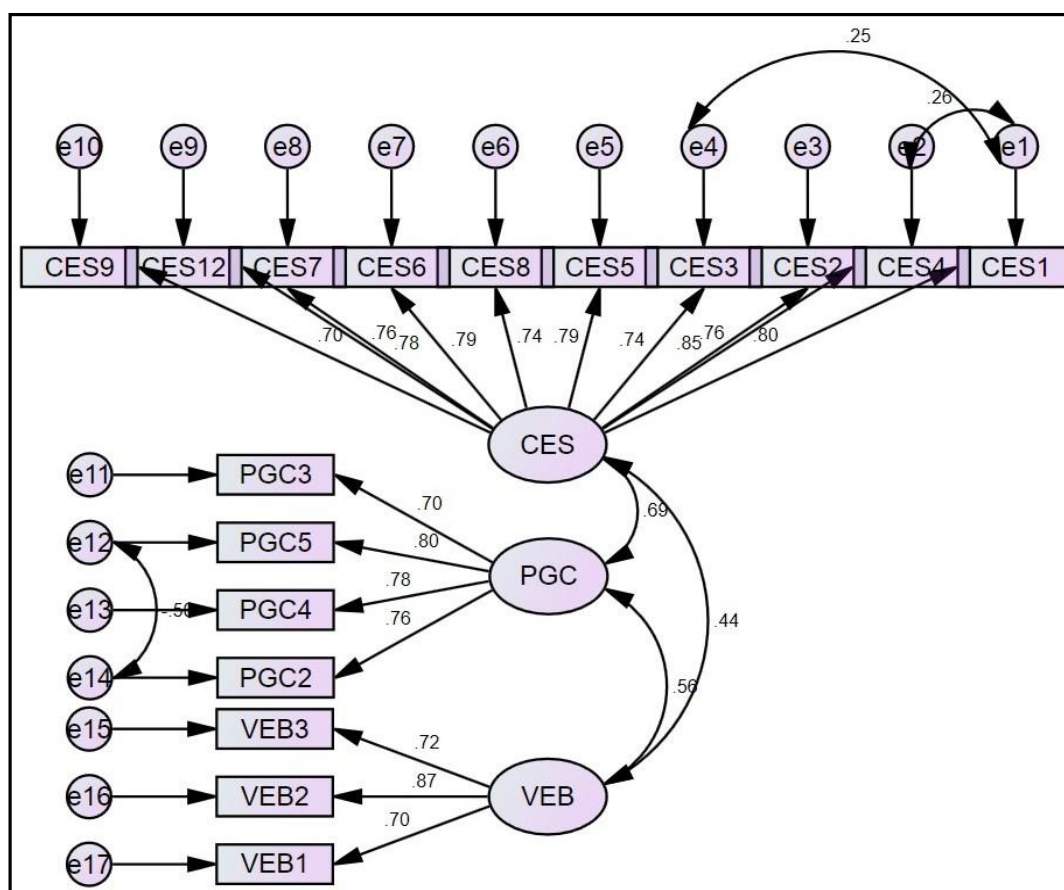 .25
.26
e10 e9 e8 e7 e6 e5 e4 e3 e2 e1
CES9 CES12 CES7 CES6 CES8 CES5 CES3 CES2 CES4 CES1
.70 .76 .78 .79 .74 .79 .74 .85 .76 .80
CES
e11 PGC3 .70 .69
e12 PGC5 .80
PGC
e13 PGC4 .78
-.50
.44
.76
e14 PGC2 .56
e15 VEB3 .72
e16 VEB2 .87 VEB
.70
e17 VEB1